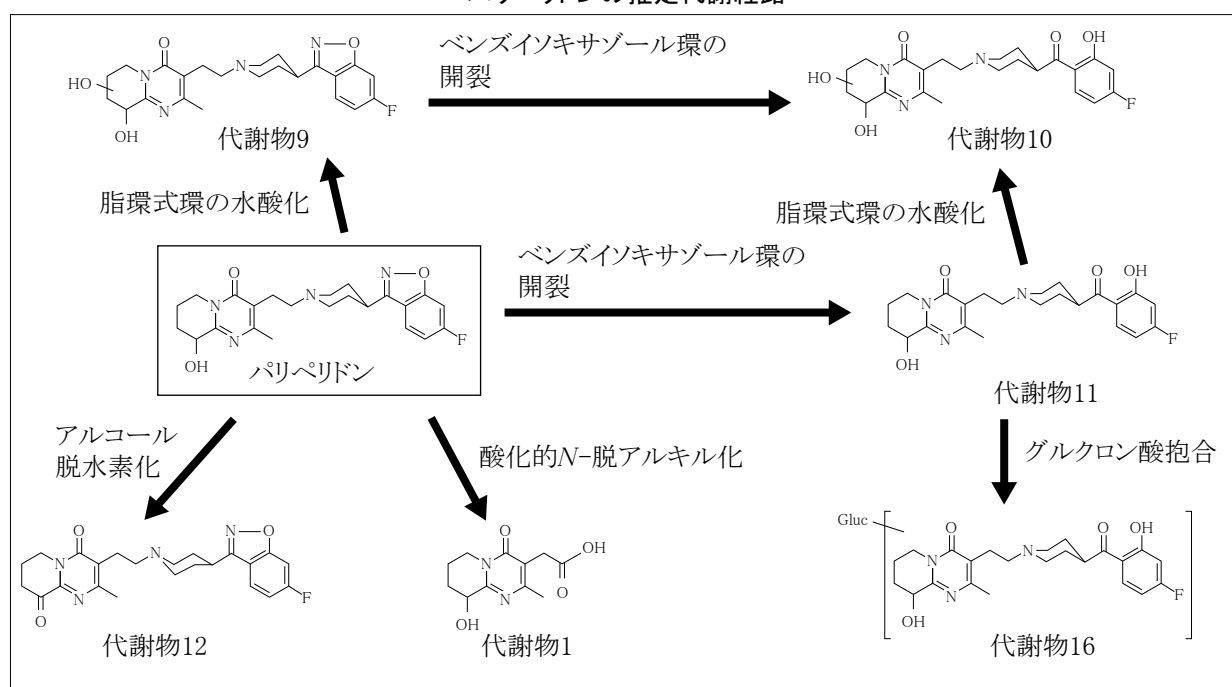 ベンズイソキサゾール環の
開裂
代謝物9
代謝物10
脂環式環の水酸化
脂環式環の水酸化
ベンズイソキサゾール環の
開裂
パリペリドン
代謝物11
アルコール
脱水素化
酸化的N-脱アルキル化
グルクロン酸抱合
Gluc
代謝物12
代謝物1
代謝物16